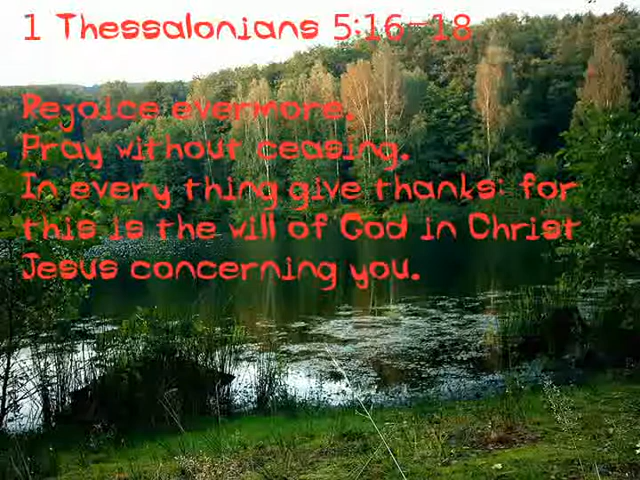 1 Thessalonians 5:16-18
Rejoice evermore.
Pray without ceasing.
In every thing give thanks: for
this is the will of God in Christ
Jesus concerning you.